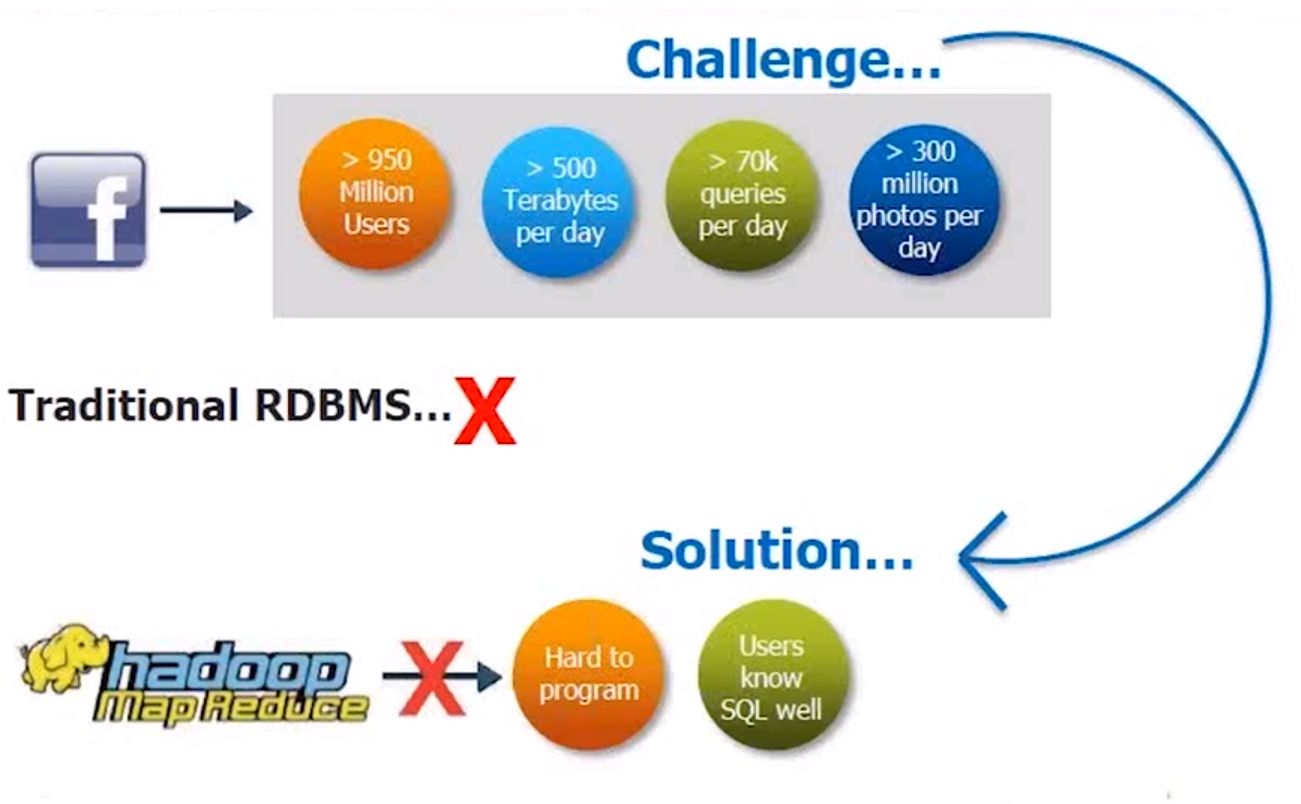 Challenge...
f
> 950
Million
Users
> 500
Terabytes
per day
> 70k
queries
per day
> 300
million
photos per
day
Traditional RDBMS... X
Solution...
hadoop
Map Reduce
X
Hard to
program
Users
know
SQL well